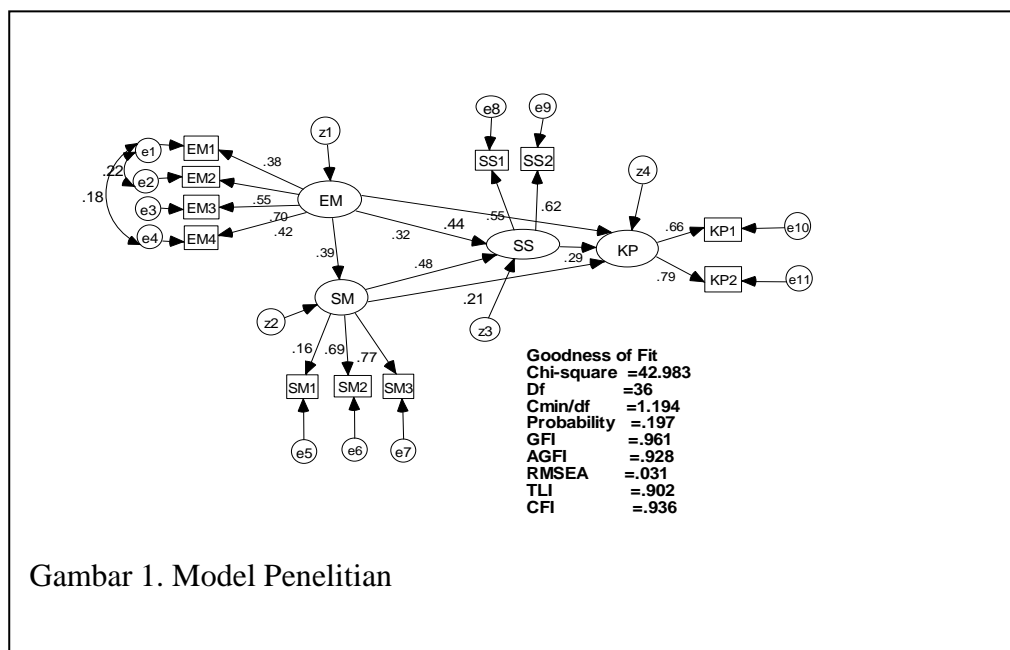 e8
e9
z1
e1
EM1
SS1
SS2
z4
.38
.22
e2
EM2
.18
EM
.62
e3
EM3
.55
.55
.66
KP1
e10
.70
.44
e4
EM4
.42
.32
SS
KP
.39
.29
.48
.79
KP2
e11
SM
.21
z2
z3
.16
.69
.77
SM1
SM2
SM3
e5
e6
e7
Goodness of Fit
Chi-square =42.983
Df =36
Cmin/df =1.194
Probability =.197
GFI =.961
AGFI =.928
RMSEA =.031
TLI =.902
CFI =.936
Gambar 1. Model Penelitian